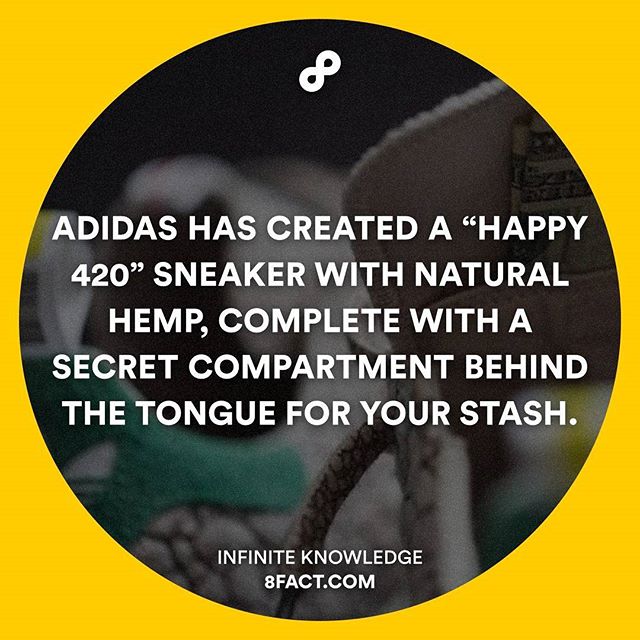 ADIDAS HAS CREATED A “HAPPY
420” SNEAKER WITH NATURAL
HEMP, COMPLETE WITH A
SECRET COMPARTMENT BEHIND
THE TONGUE FOR YOUR STASH.
INFINITE KNOWLEDGE
8FACT.COM